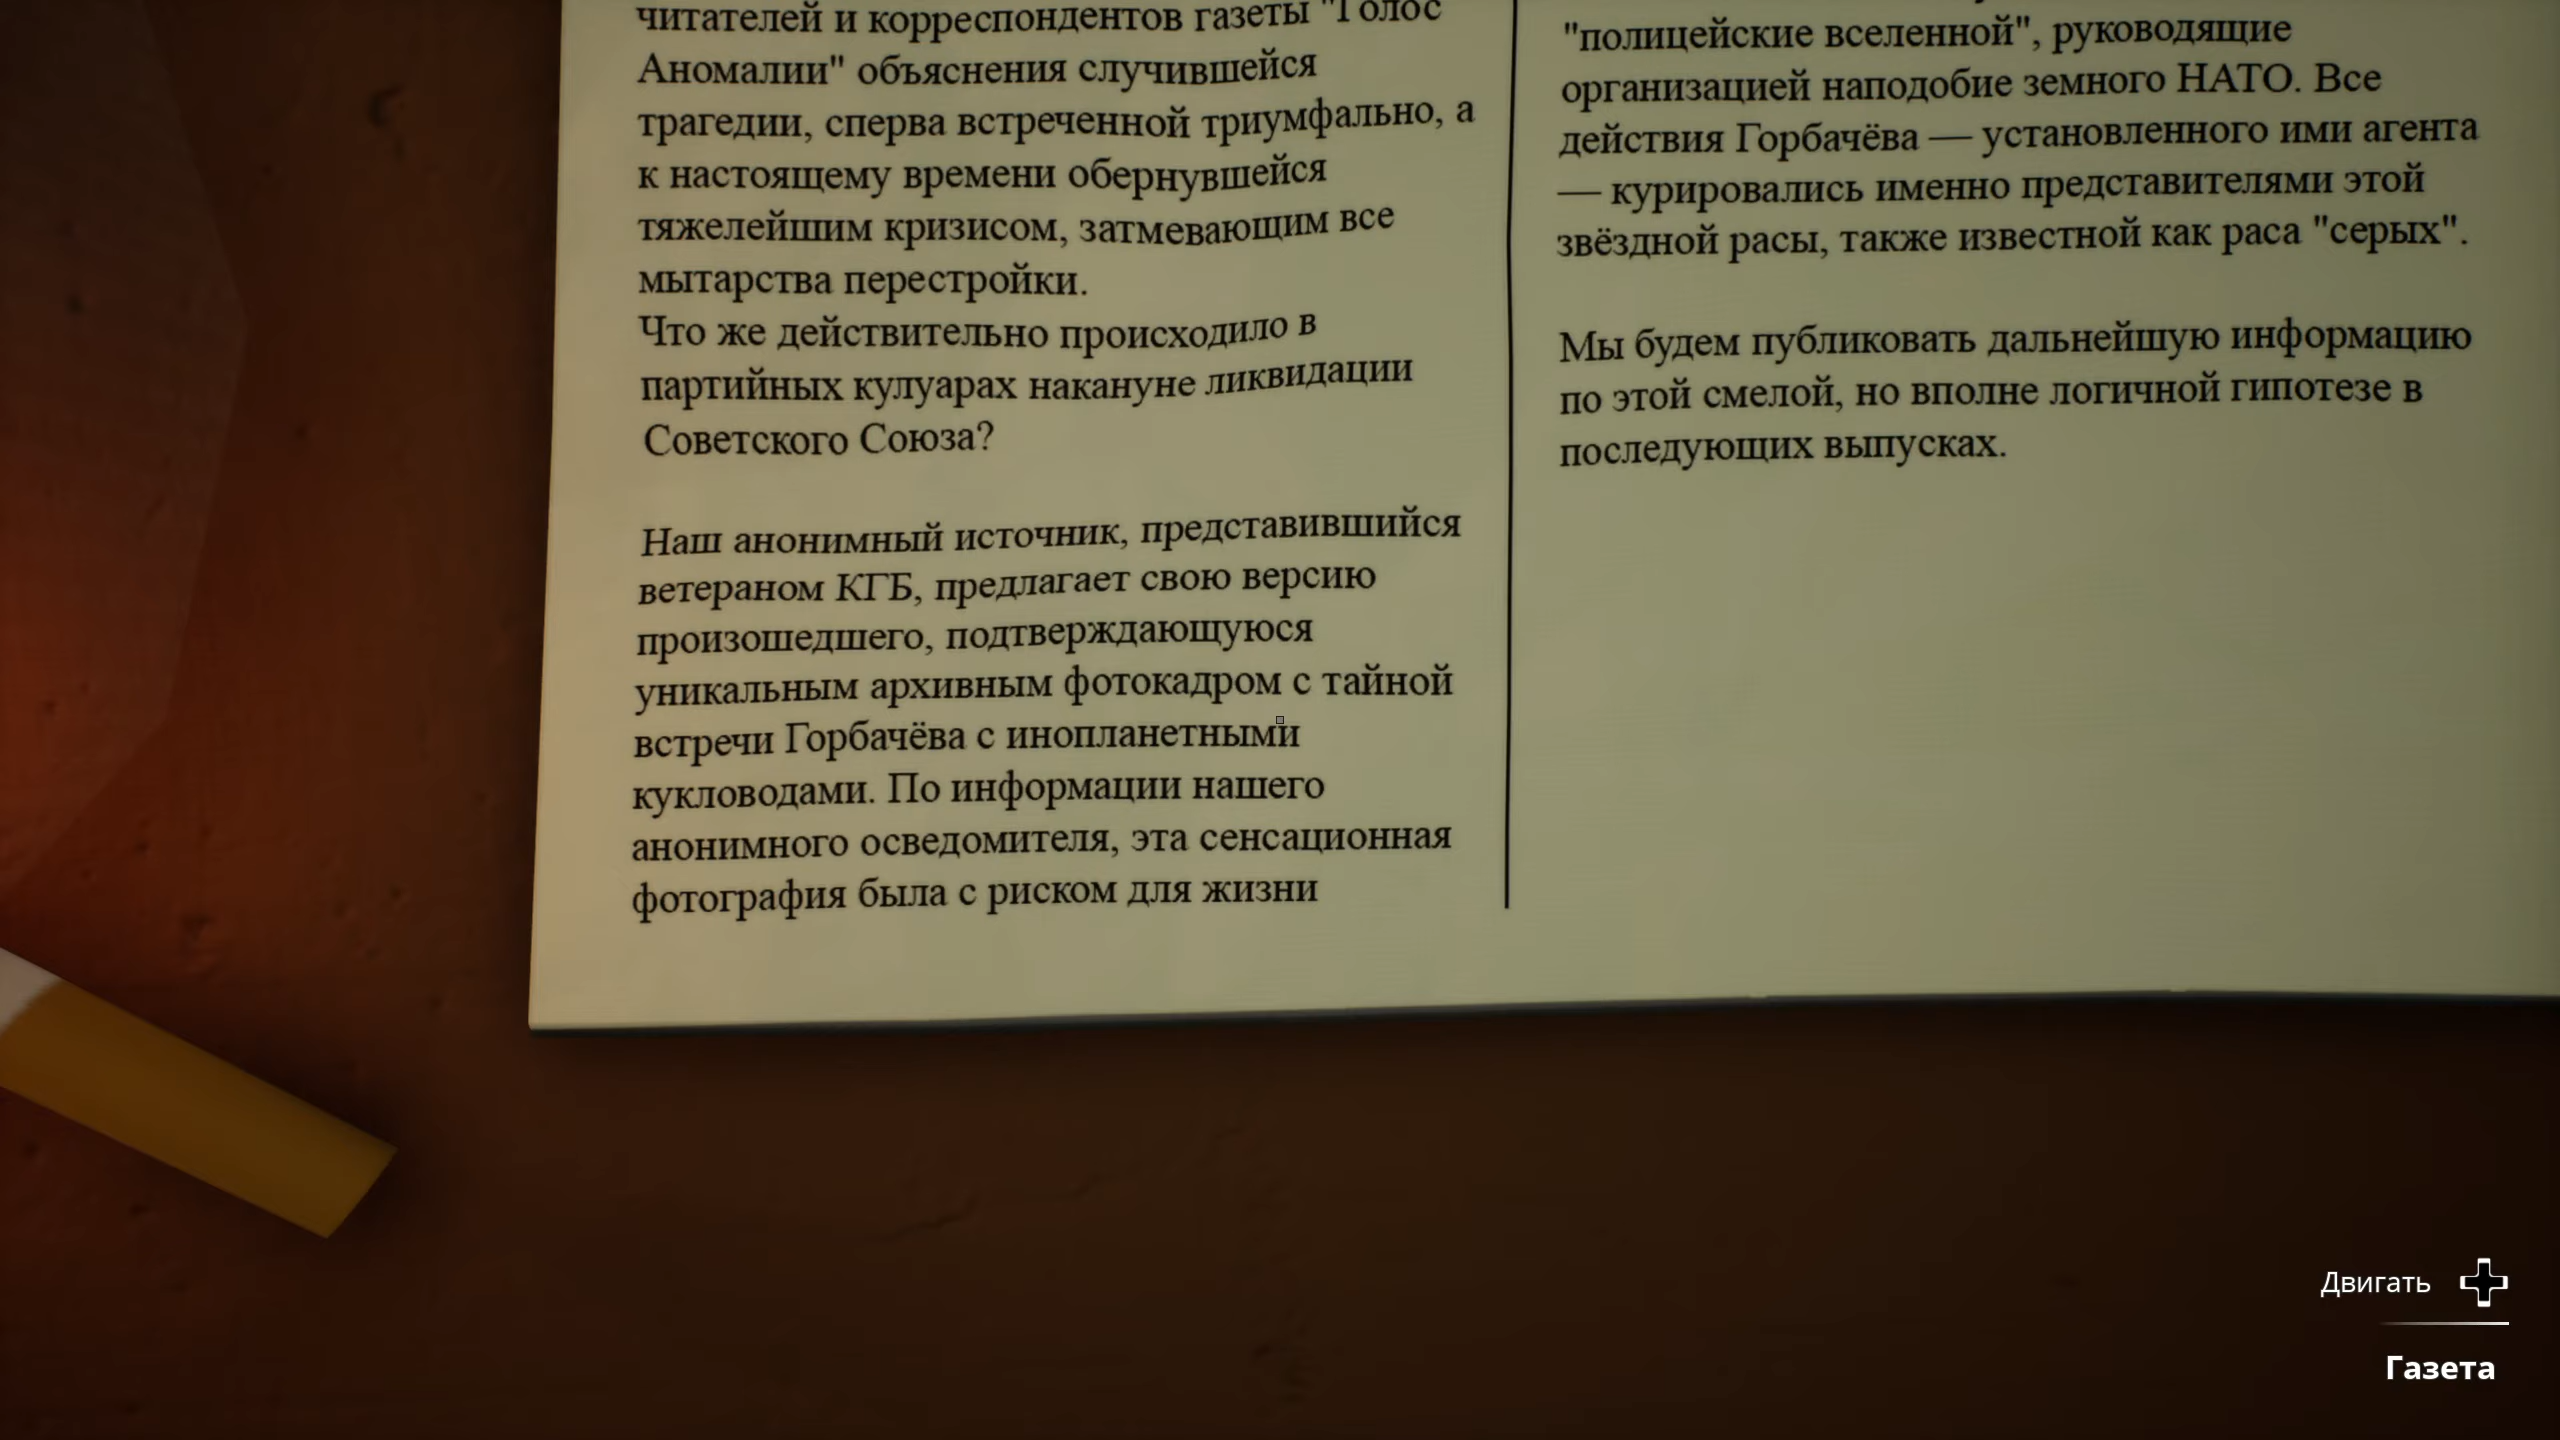 читателей и корреспондентов газеты "Голос
Аномалии" объяснения случившейся
трагедии, сперва встреченной триумфально, а
к настоящему времени обернувшейся
тяжелейшим кризисом, затмевающим все
мытарства перестройки.
Что же действительно происходило в
партийных кулуарах накануне ликвидации
Советского Союза?
Наш анонимный источник, представившийся
ветераном КГБ, предлагает свою версию
произошедшего, подтверждающуюся
уникальным архивным фотокадром с тайной
встречи Горбачёва с инопланетными
кукловодами. По информации нашего
анонимного осведомителя, эта сенсационная
фотография была с риском для жизни
"полицейские вселенной", руководящие
организацией наподобие земного НАТО. Все
действия Горбачёва — установленного ими агента
— курировались именно представителями этой
звёздной расы, также известной как раса "серых".
Мы будем публиковать дальнейшую информацию
по этой смелой, но вполне логичной гипотезе в
последующих выпусках.
Двигать
Газета